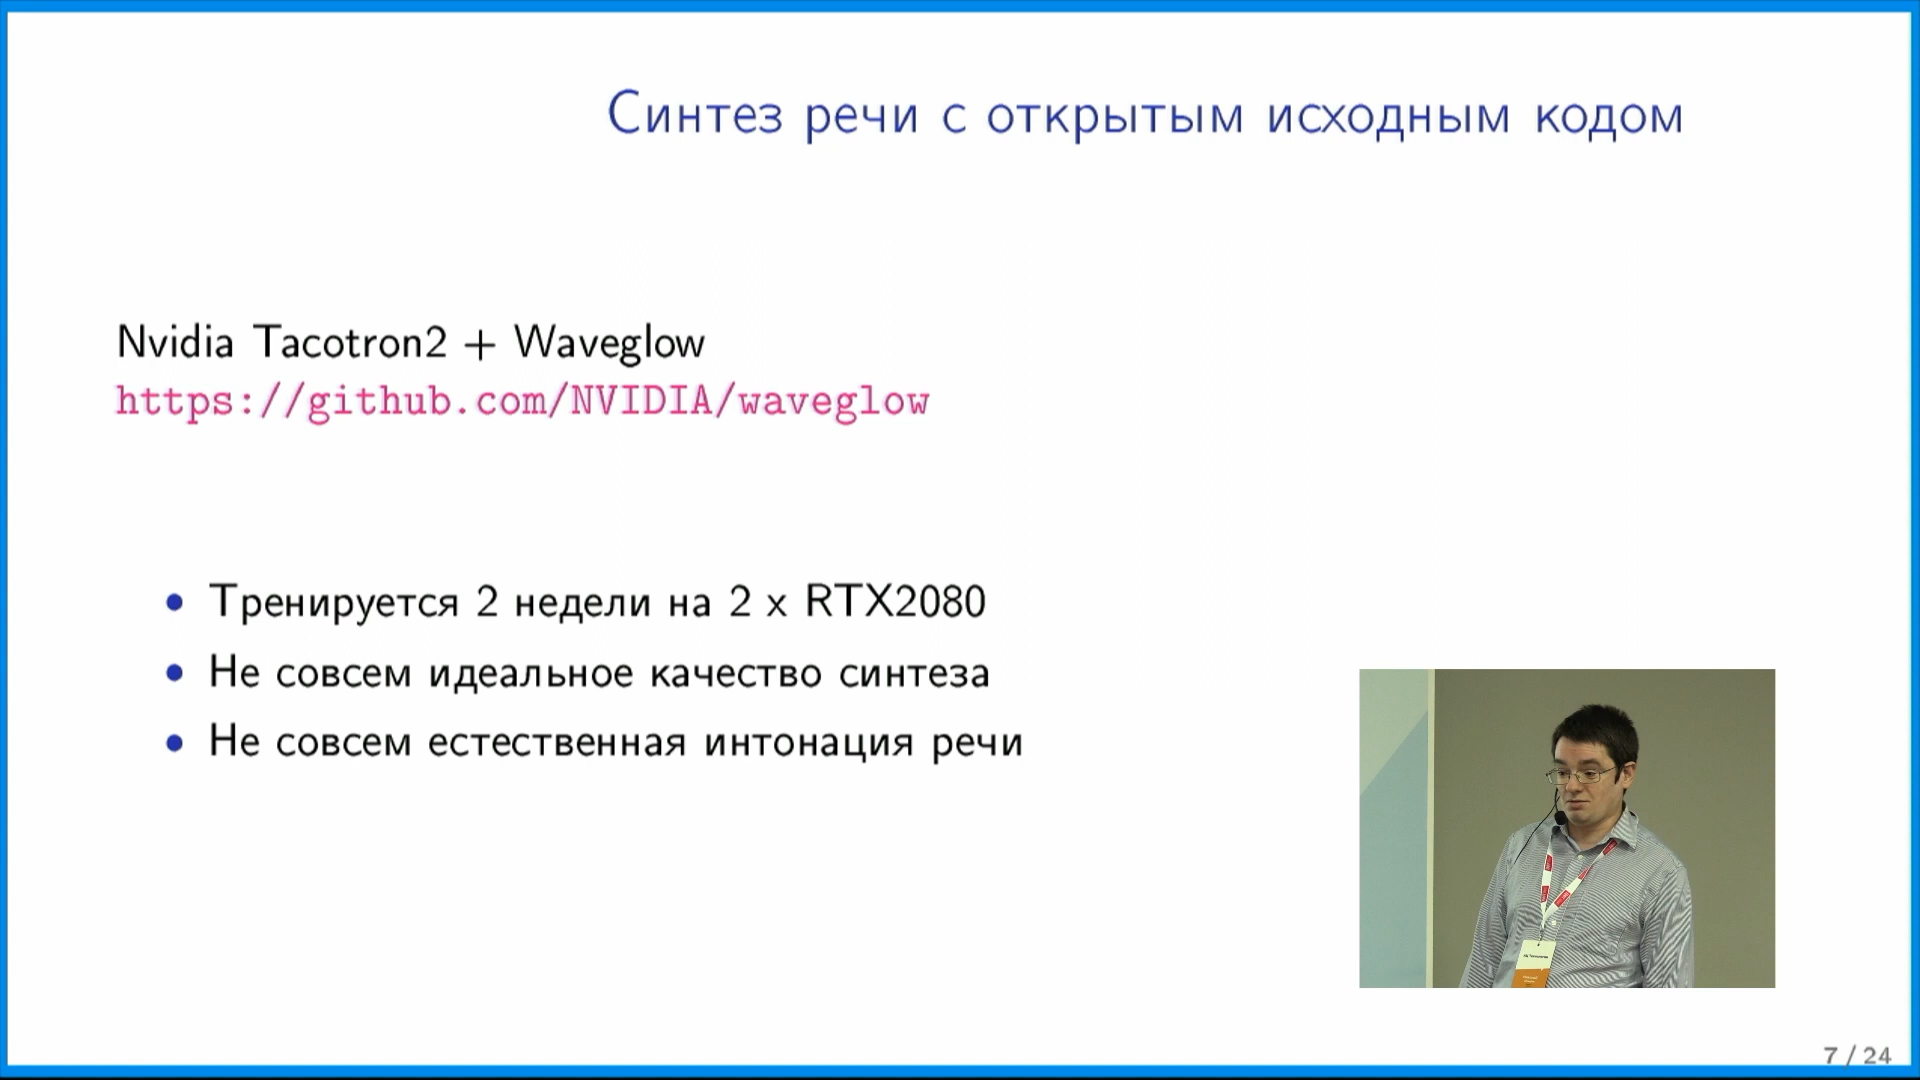 Синтез речи с открытым исходным кодом
Nvidia Tacotron2 + Waveglow
https://github.com/NVIDIA/waveglow
• Тренируется 2 недели на 2 x RTX2080
• Не совсем идеальное качество синтеза
• Не совсем естественная интонация речи
7 / 24